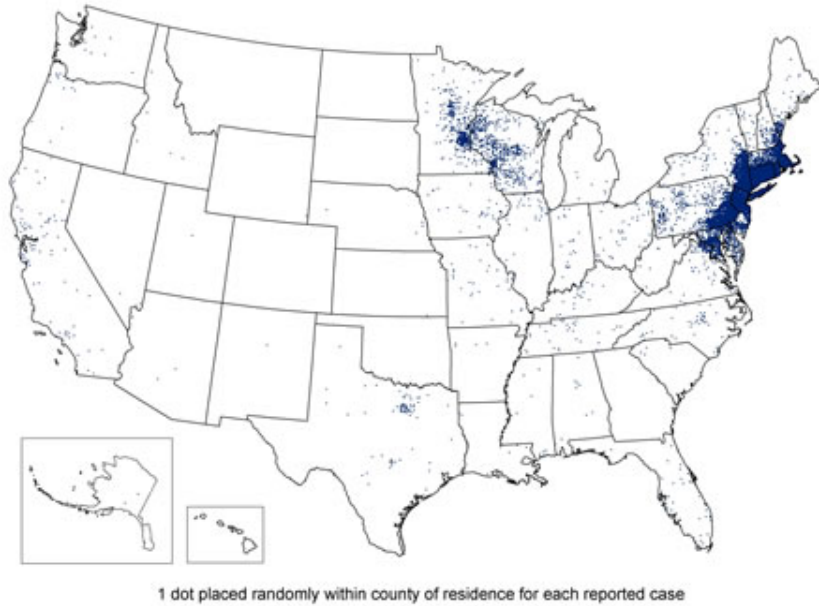 1 dot placed randomly within county of residence for each reported case